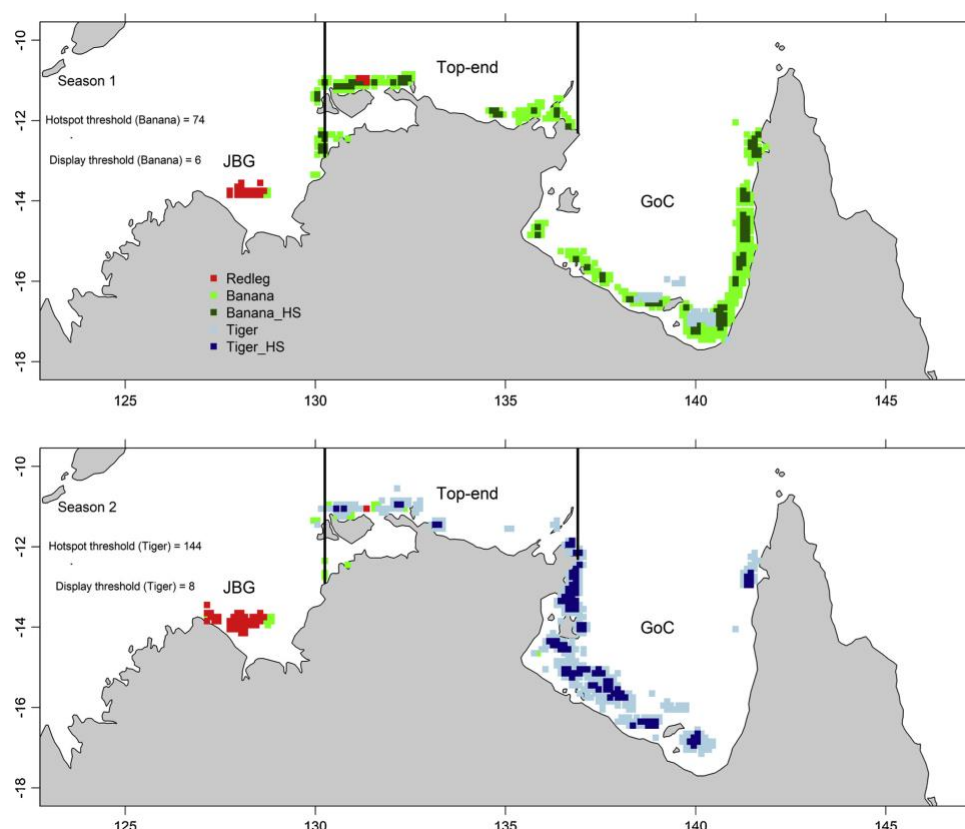 -10
-12
-14
-16
-18
Season 1
Top-end
Hotspot threshold (Banana) = 74
Display threshold (Banana) = 6
JBG
GoC
Redleg
Banana
Banana_HS
Tiger
Tiger_HS
125
130
135
140
145
-10
-12
-14
-16
-18
Season 2
Top-end
Hotspot threshold (Tiger) = 144
Display threshold (Tiger) = 8
JBG
GoC
125
130
135
140
145